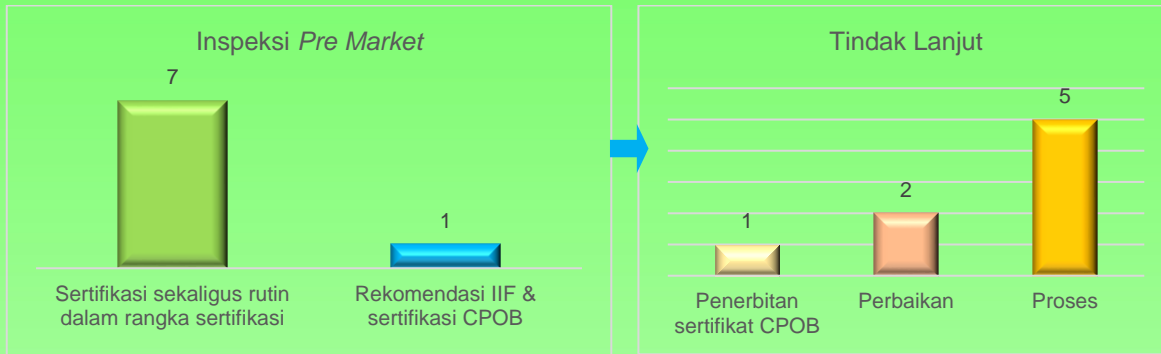 Inspeksi Pre Market
7
1
Sertifikasi sekaligus rutin
dalam rangka sertifikasi
Rekomendasi IIF &
sertifikasi CPOB
Tindak Lanjut
1
2
5
Penerbitan
sertifikat CPOB
Perbaikan
Proses